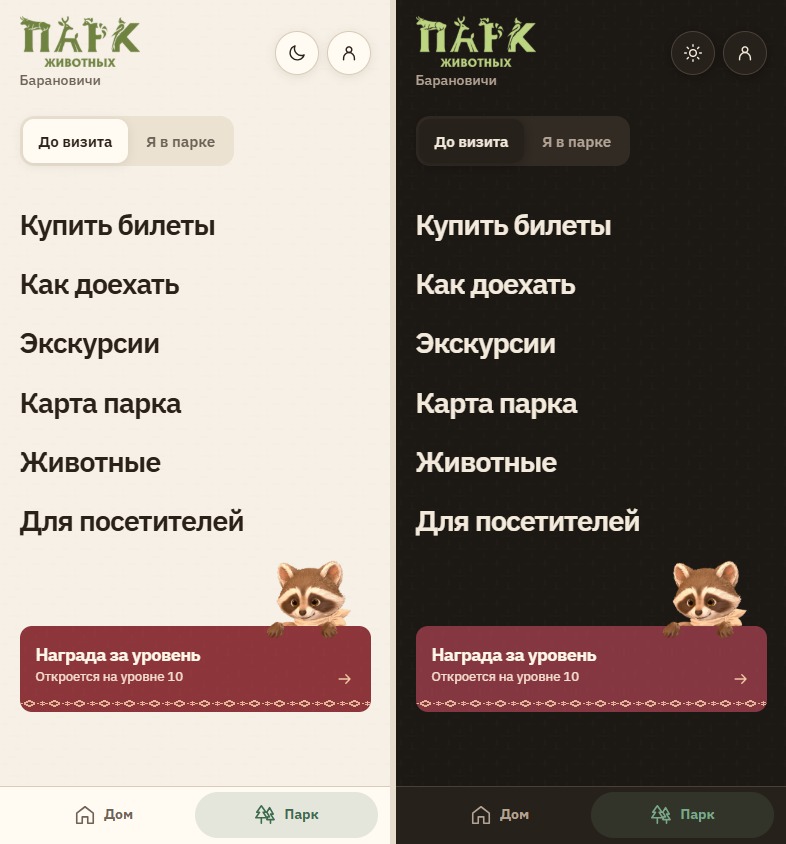 ПАРК
ЖИВОТНЫХ
Барановичи
До визита
Я в парке
Купить билеты
Как доехать
Экскурсии
Карта парка
Животные
Для посетителей
Награда за уровень
Откроется на уровне 10
Дом
Парк
ПАРК
ЖИВОТНЫХ
Барановичи
До визита
Я в парке
Купить билеты
Как доехать
Экскурсии
Карта парка
Животные
Для посетителей
Награда за уровень
Откроется на уровне 10
Дом
Парк